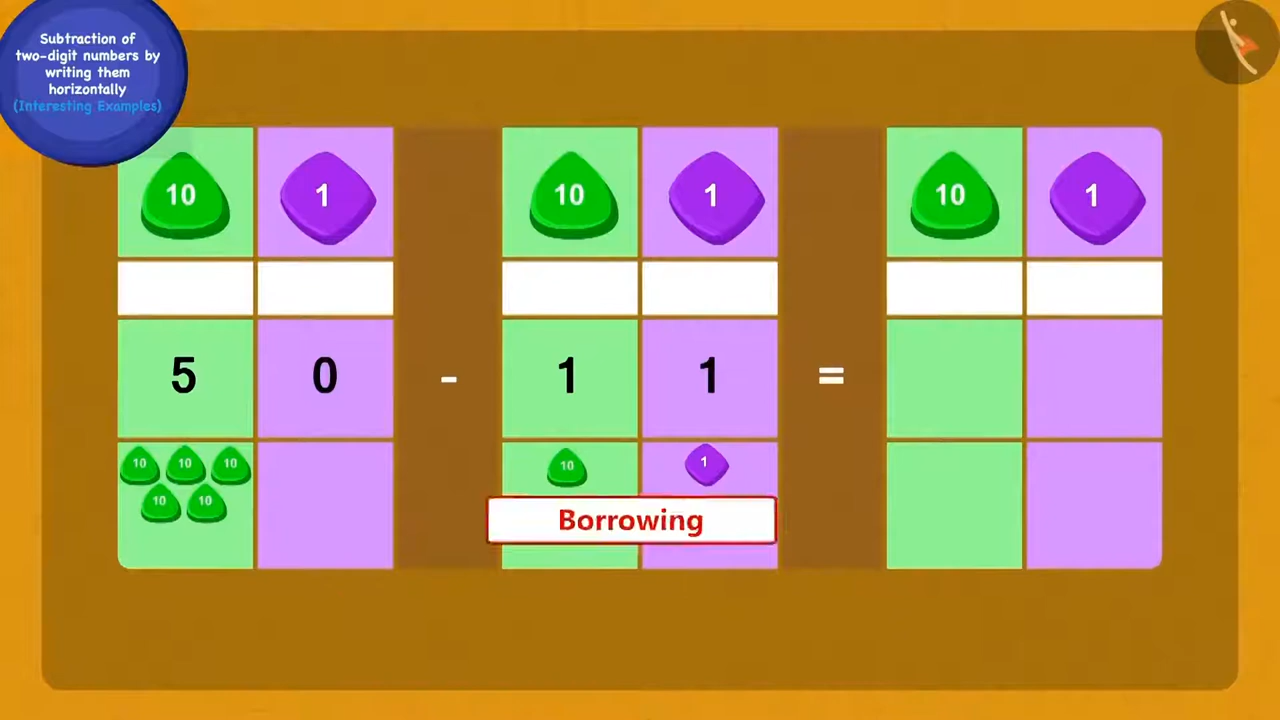 Subtraction of
two-digit numbers by
writing them
horizontally
(Interesting Examples)
10 1 10 1 10 1
5 0 - 1 1 =
10 10 10 10 1
10 10
Borrowing